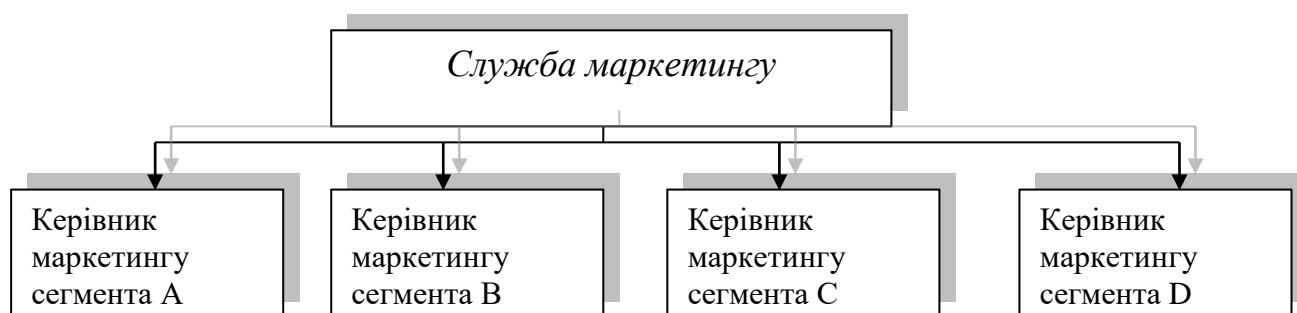 Служба маркетингу
Керівник
маркетингу
сегмента А
Керівник
маркетингу
сегмента В
Керівник
маркетингу
сегмента С
Керівник
маркетингу
сегмента D